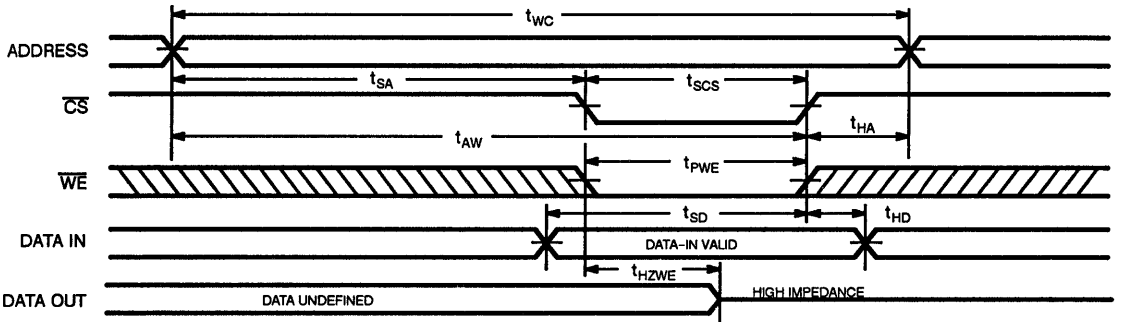 tWC
ADDRESS
tSA
tSCS
CS
tAW
tHA
WE
tPWE
tSD
tHD
DATA IN
DATA-IN VALID
tHZWE
DATA OUT
DATA UNDEFINED
HIGH IMPEDANCE